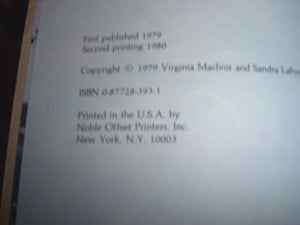 First published 1979
Second printing 1980
Copyright © 1979 Virginia MacIvor and Sandra LaFo
ISBN 0-87728-393-1
Printed in the U.S.A. by
Noble Offset Printers, Inc.
New York, N.Y. 10003